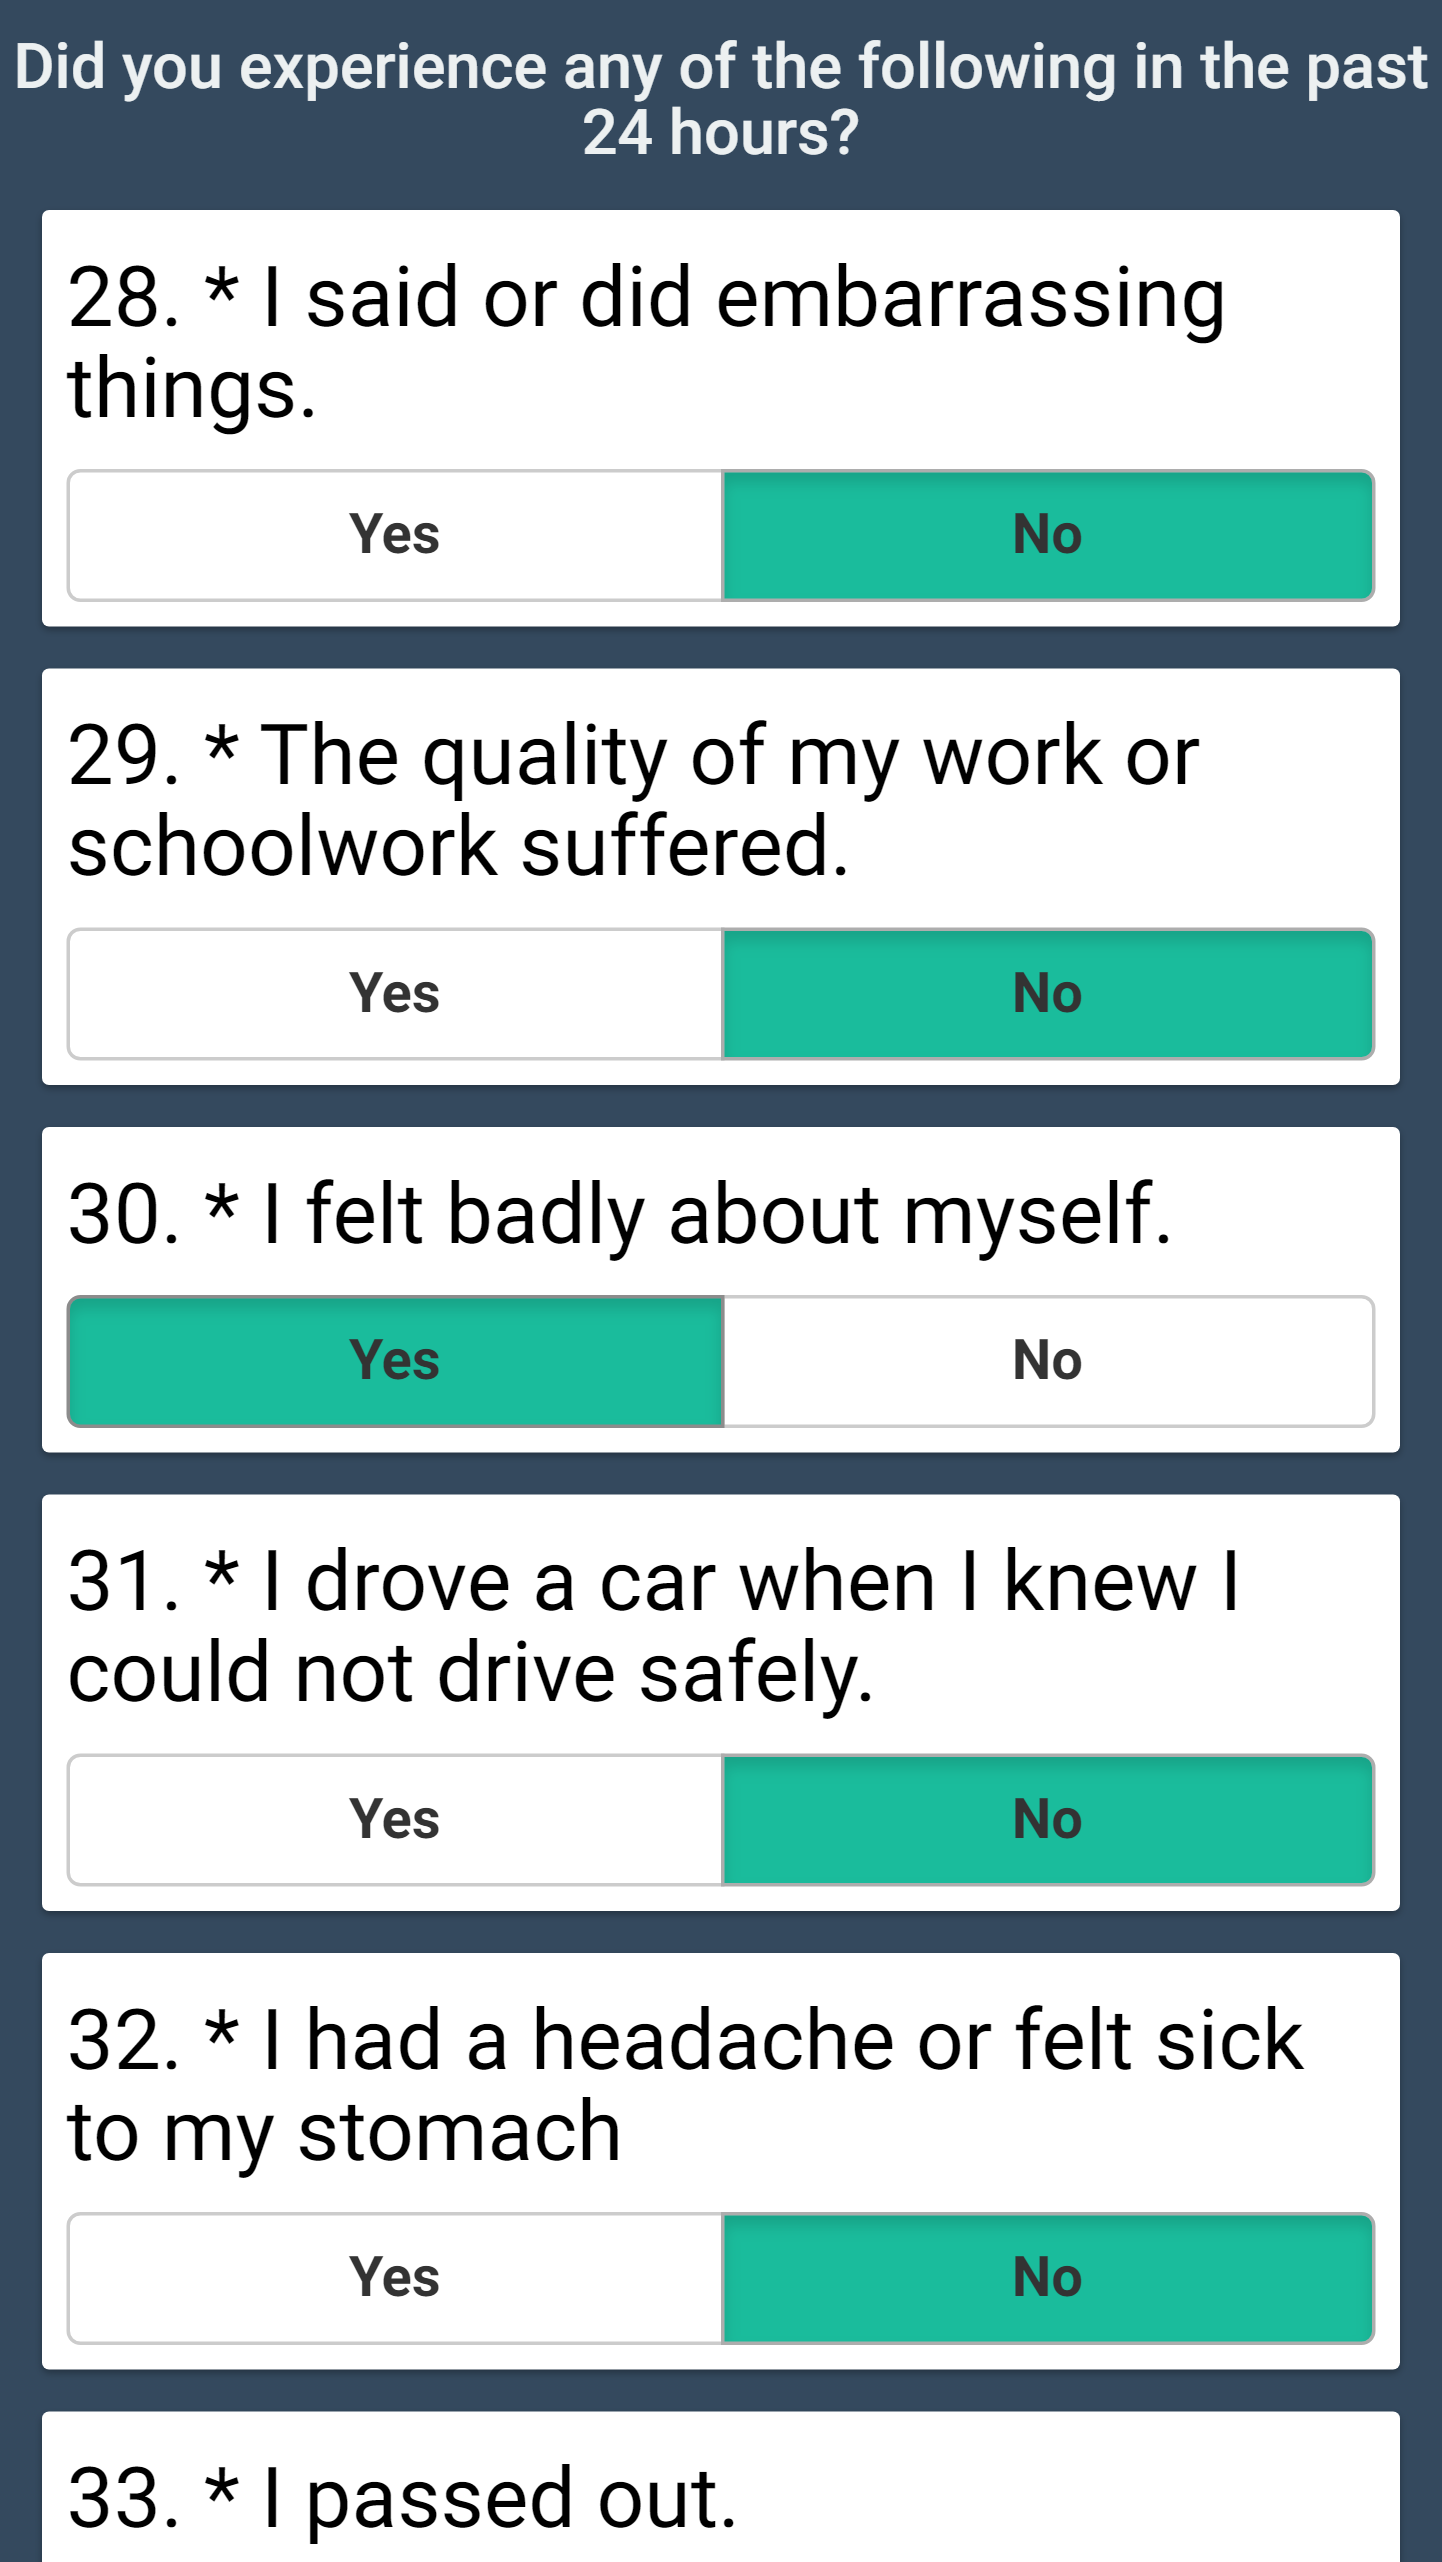 Did you experience any of the following in the past
24 hours?
28. * I said or did embarrassing
things.
Yes No
29. * The quality of my work or
schoolwork suffered.
Yes No
30. * I felt badly about myself.
Yes No
31. * I drove a car when I knew I
could not drive safely.
Yes No
32. * I had a headache or felt sick
to my stomach
Yes No
33. * I passed out.